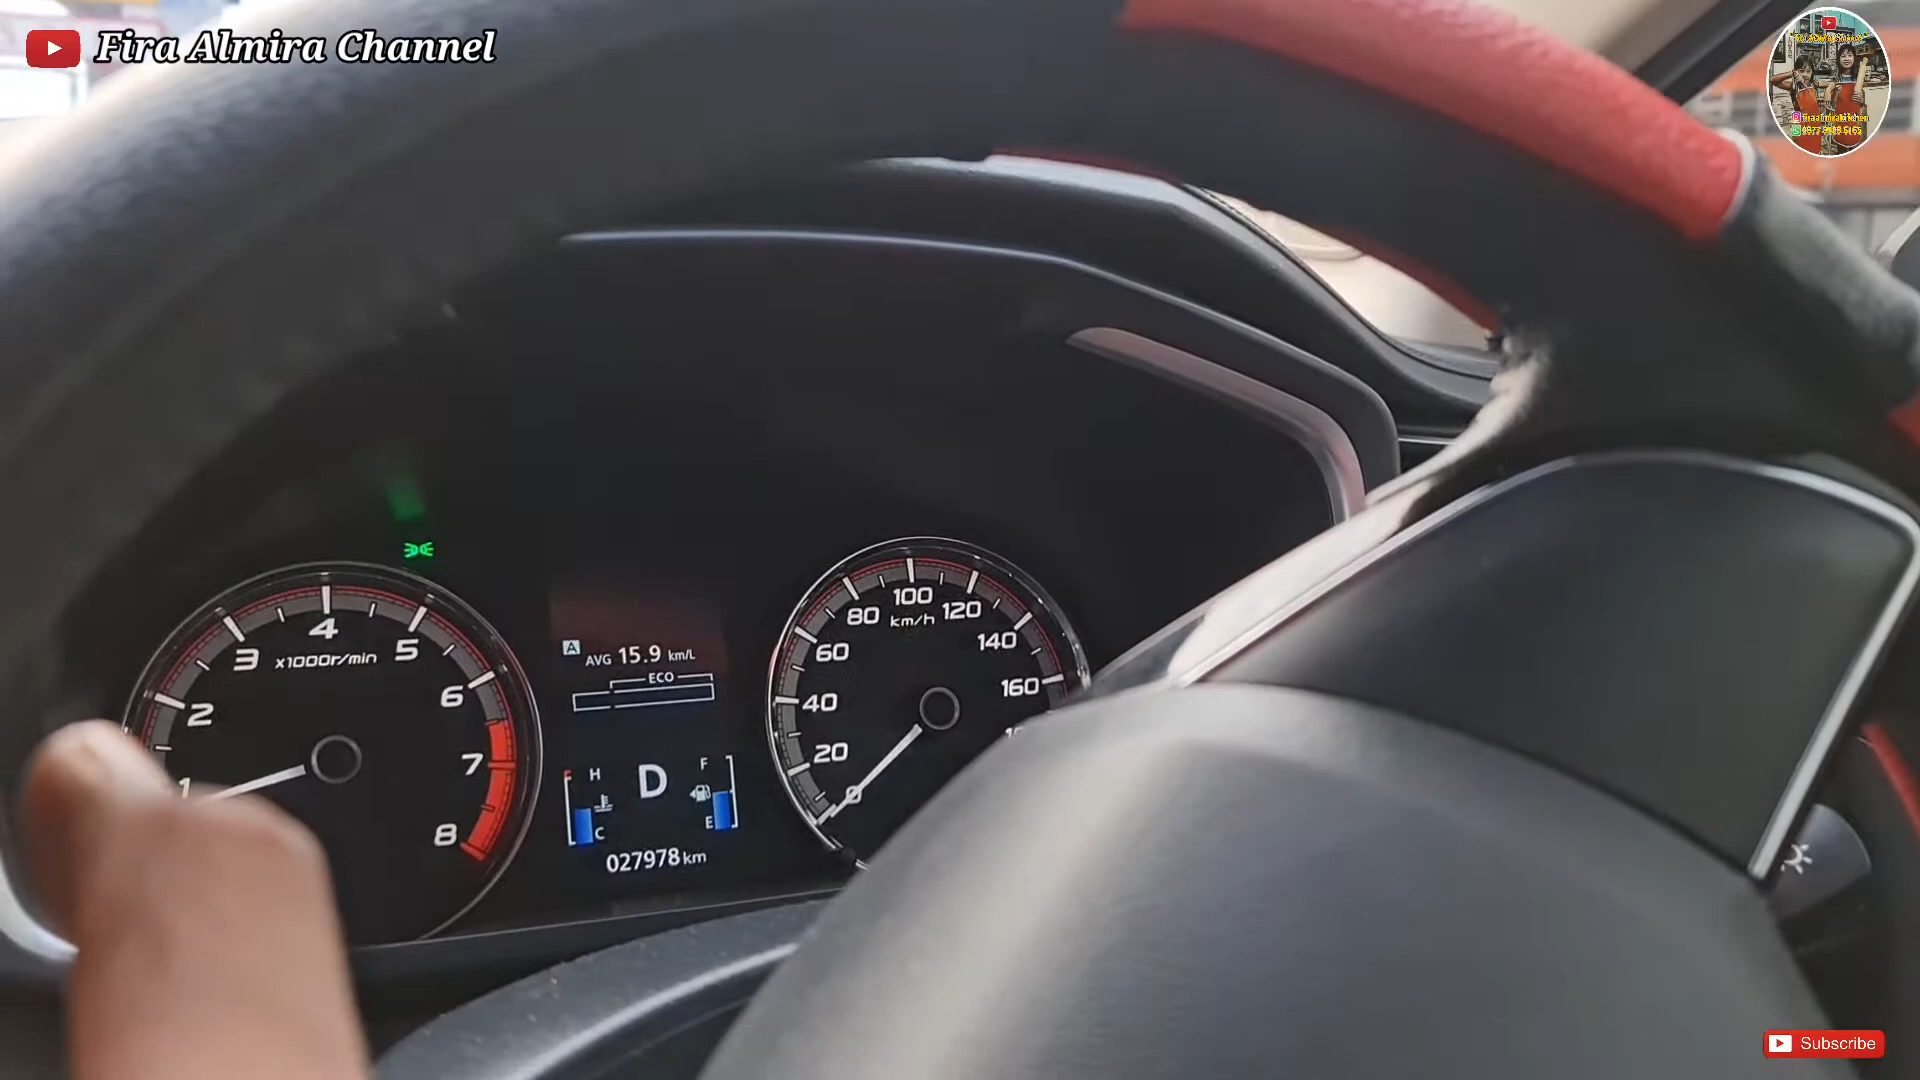 Fira Almira Channel
1 2 3 4 5 6 7 8
x1000r/min
A AVG 15.9 km/L
ECO
H C
D
F E
027978 km
0 20 40 60 80 100 120 140 160
km/h
Subscribe